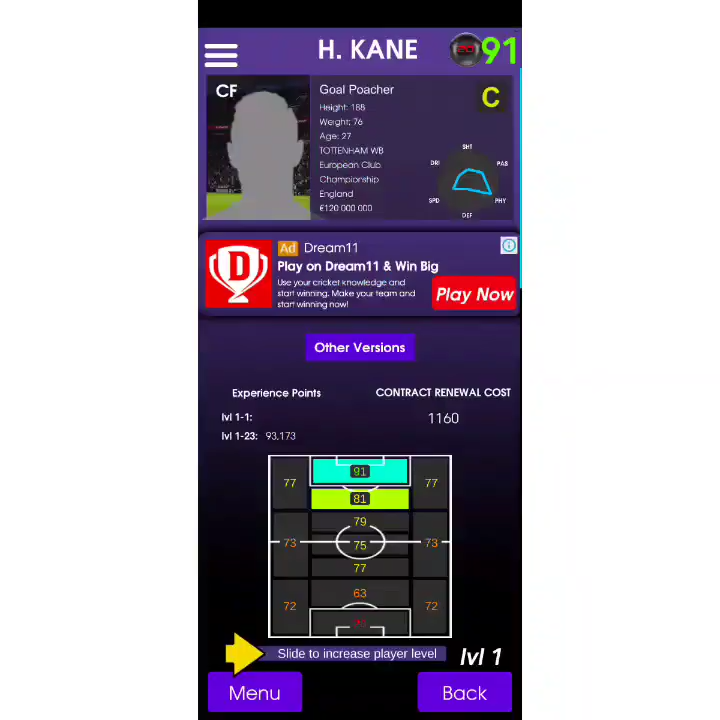 H. KANE
91
CF
Goal Poacher
C
Height: 188
Weight: 76
Age: 27
TOTTENHAM WB
European Club
Championship
England
€120 000 000
SHT
DRI
PAS
SPD
PHY
DEF
Ad Dream11
Play on Dream11 & Win Big
Use your cricket knowledge and
start winning. Make your team and
start winning now!
Play Now
Other Versions
Experience Points
CONTRACT RENEWAL COST
lvl 1-1:
1160
lvl 1-23: 93,173
91
77
77
81
79
73
75
73
77
63
72
72
Slide to increase player level
lvl 1
Menu
Back